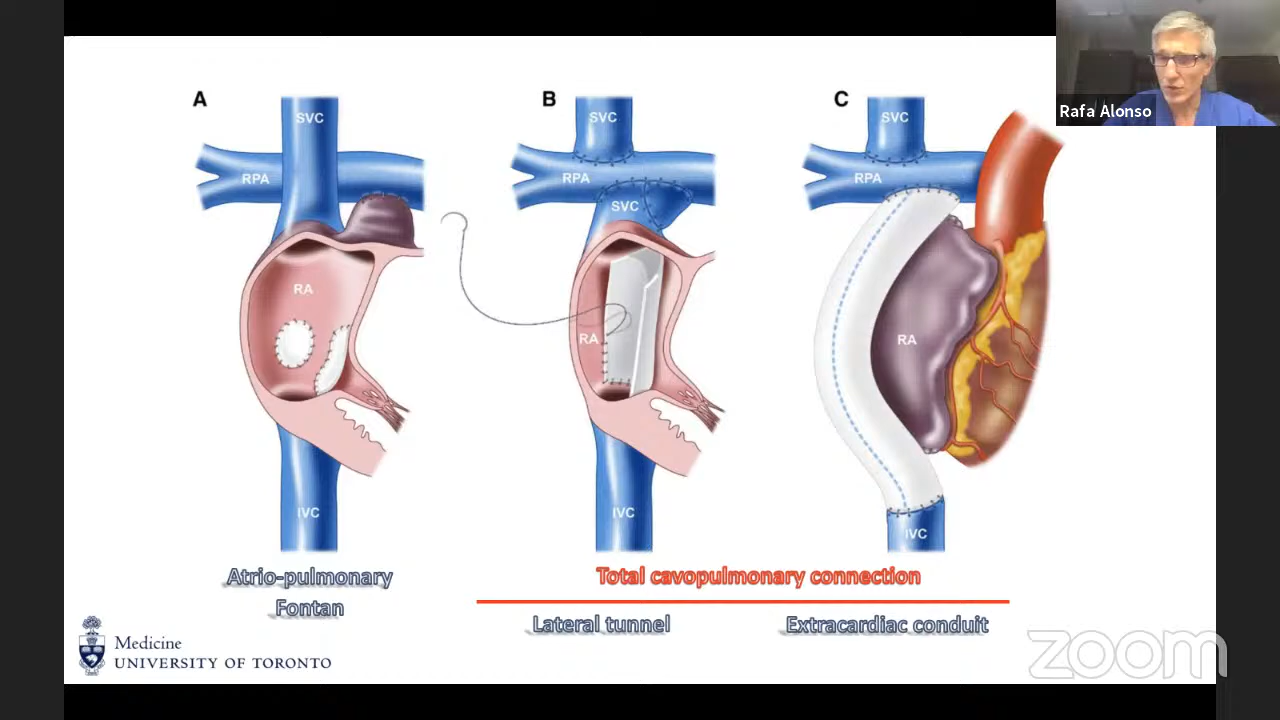 Rafa Alonso
A
B
C
SVC
RPA
RA
IVC
SVC
RPA
SVC
RA
IVC
SVC
RPA
RA
IVC
Atrio-pulmonary
Fontan
Total cavopulmonary connection
Lateral tunnel
Extracardiac conduit
Medicine
UNIVERSITY OF TORONTO
zoom